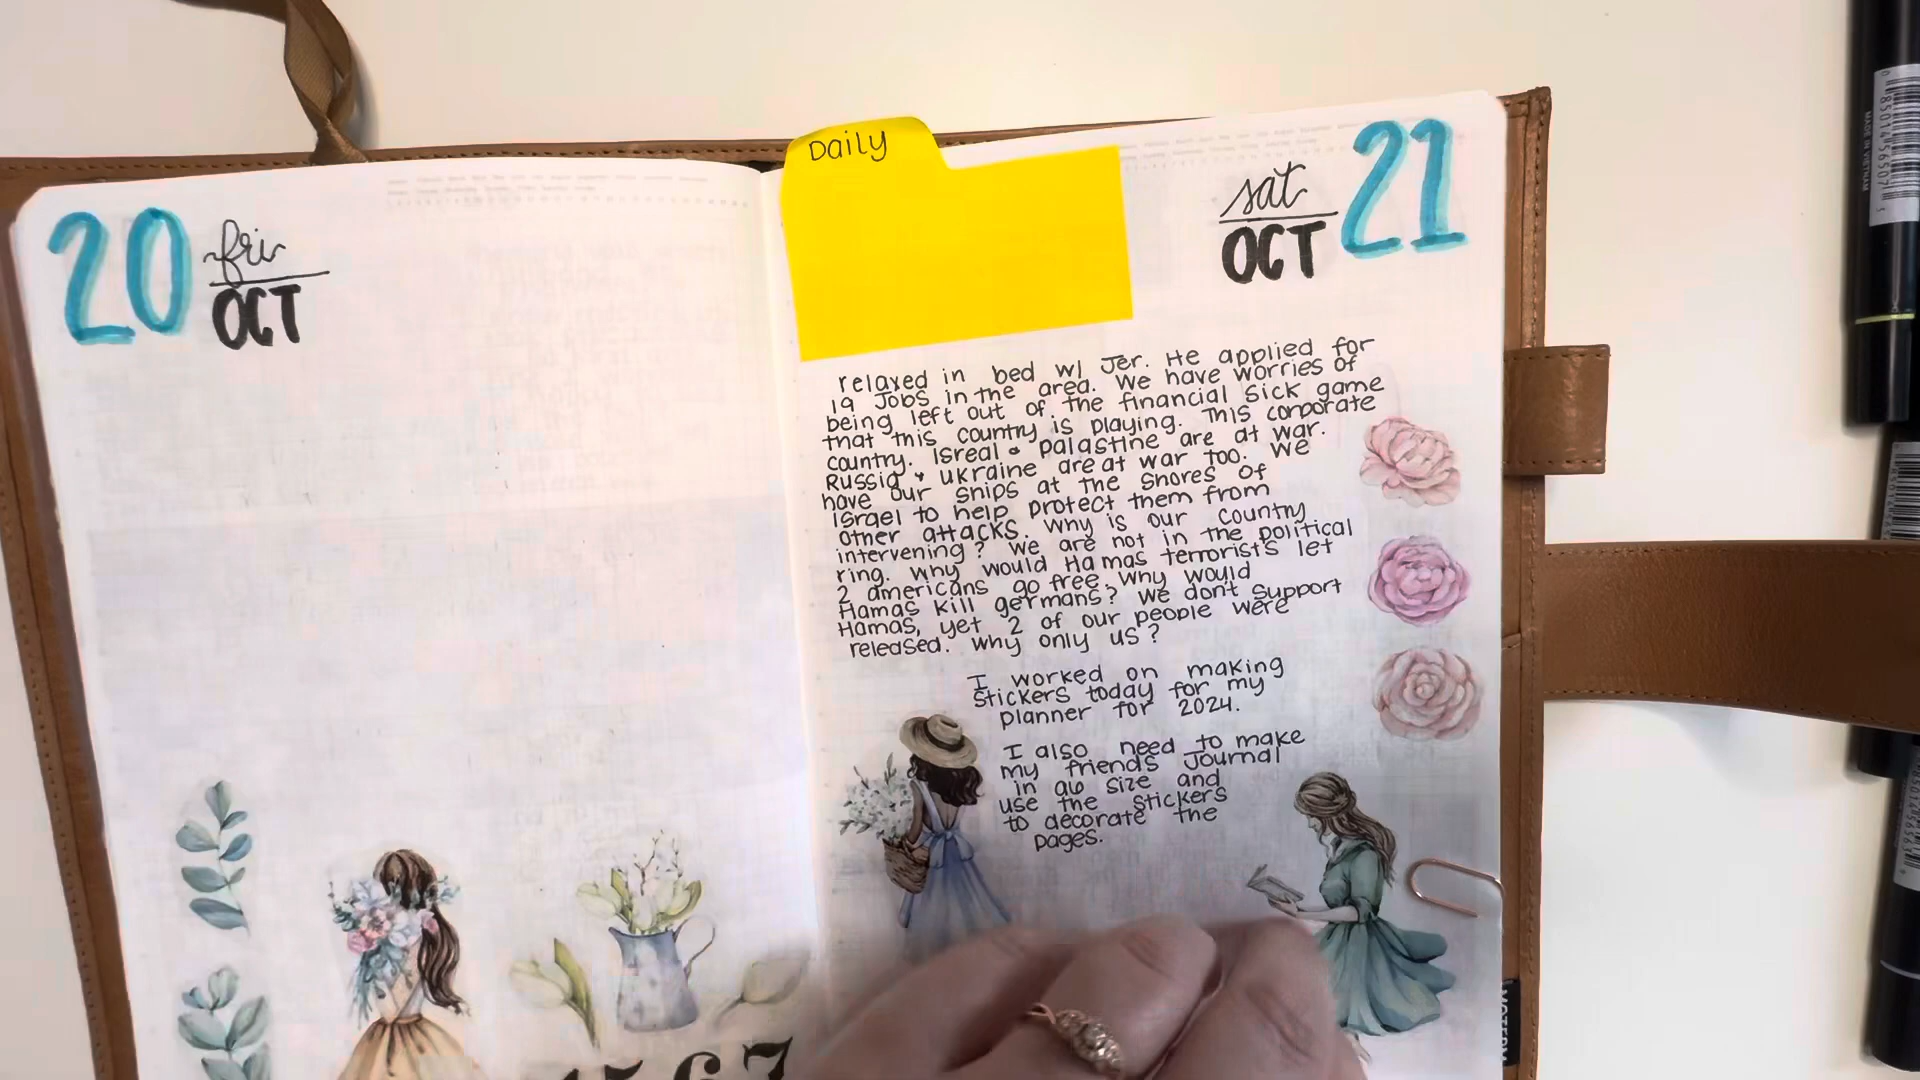 20 fri
OCT
Daily
sat 21
OCT
relaxed in bed w/ Jer. He applied for
19 Jobs in the area. We have worries of
being left out of the financial sick game
that this country is playing. This corporate
country. Isreal & Palastine are at war.
Russia & Ukraine are at war too. We
have our ships at the shores of
Israel to help protect them from
other attacks. Why is our country
intervening? We are not in the political
ring. Why would Hamas terrorists let
2 americans go free. Why would
Hamas kill germans? We don't support
Hamas, yet 2 of our people were
released. Why only us?
I worked on making
stickers today for my
planner for 2024.
I also need to make
my friends Journal
in a6 size and
use the stickers
to decorate the
pages.
MADE IN VIETNAM